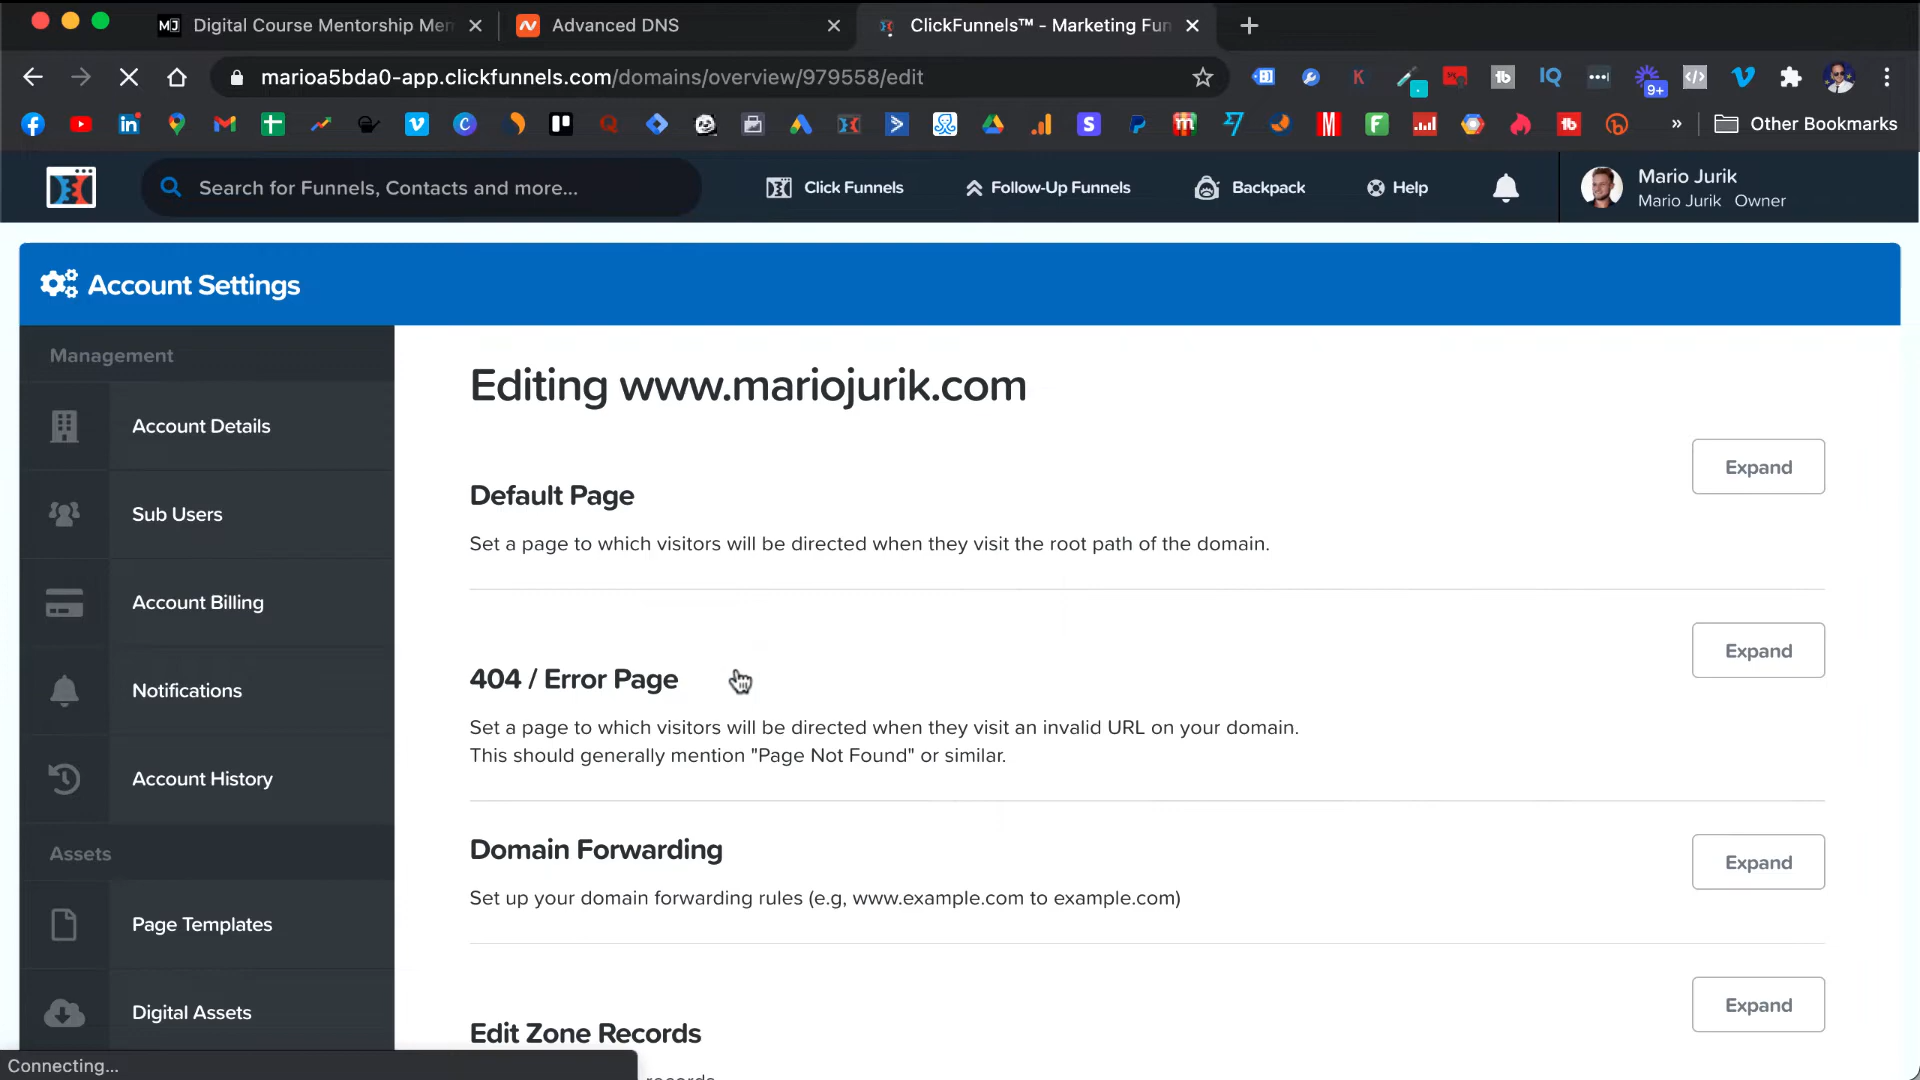 Digital Course Mentorship Mem
Advanced DNS
ClickFunnels™ - Marketing Fun
marioa5bda0-app.clickfunnels.com/domains/overview/979558/edit
9+
Other Bookmarks
Search for Funnels, Contacts and more...
Click Funnels
Follow-Up Funnels
Backpack
Help
Mario Jurik
Mario Jurik Owner
Account Settings
Management
Account Details
Sub Users
Account Billing
Notifications
Account History
Assets
Page Templates
Digital Assets
Editing www.mariojurik.com
Expand
Default Page
Set a page to which visitors will be directed when they visit the root path of the domain.
Expand
404 / Error Page
Set a page to which visitors will be directed when they visit an invalid URL on your domain.
This should generally mention "Page Not Found" or similar.
Domain Forwarding
Expand
Set up your domain forwarding rules (e.g, www.example.com to example.com)
Expand
Edit Zone Records
Connecting...